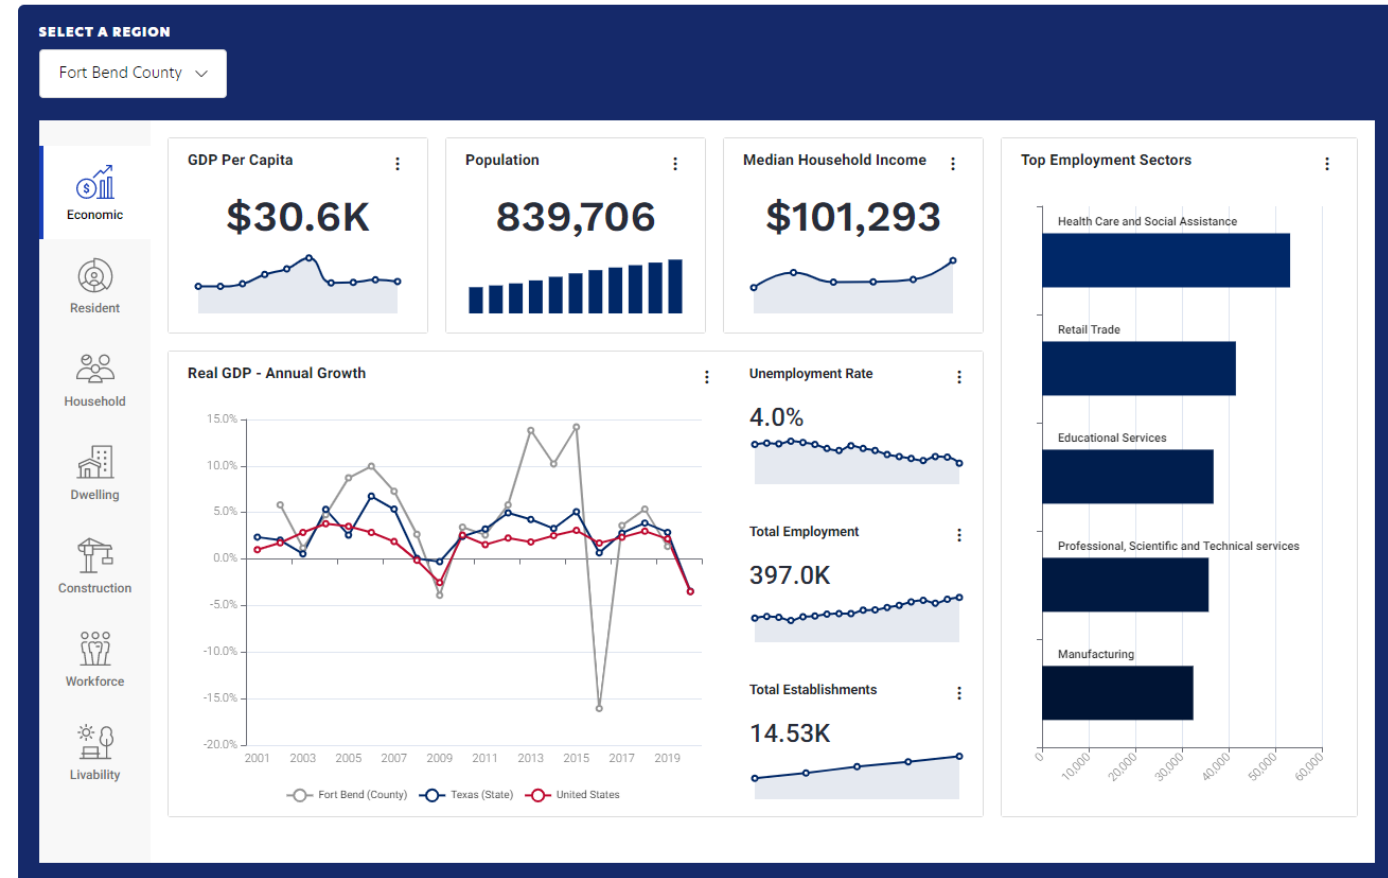 SELECT A REGION
Fort Bend County
Economic
Resident
Household
Dwelling
Construction
Workforce
Livability
GDP Per Capita
$30.6K
Population
839,706
Median Household Income
$101,293
Real GDP - Annual Growth
15.0%
10.0%
5.0%
0.0%
-5.0%
-10.0%
-15.0%
-20.0%
2001 2003 2005 2007 2009 2011 2013 2015 2017 2019
Fort Bend (County) Texas (State) United States
Unemployment Rate
4.0%
Total Employment
397.0K
Total Establishments
14.53K
Top Employment Sectors
Health Care and Social Assistance
Retail Trade
Educational Services
Professional, Scientific and Technical services
Manufacturing
0 10,000 20,000 30,000 40,000 50,000 60,000